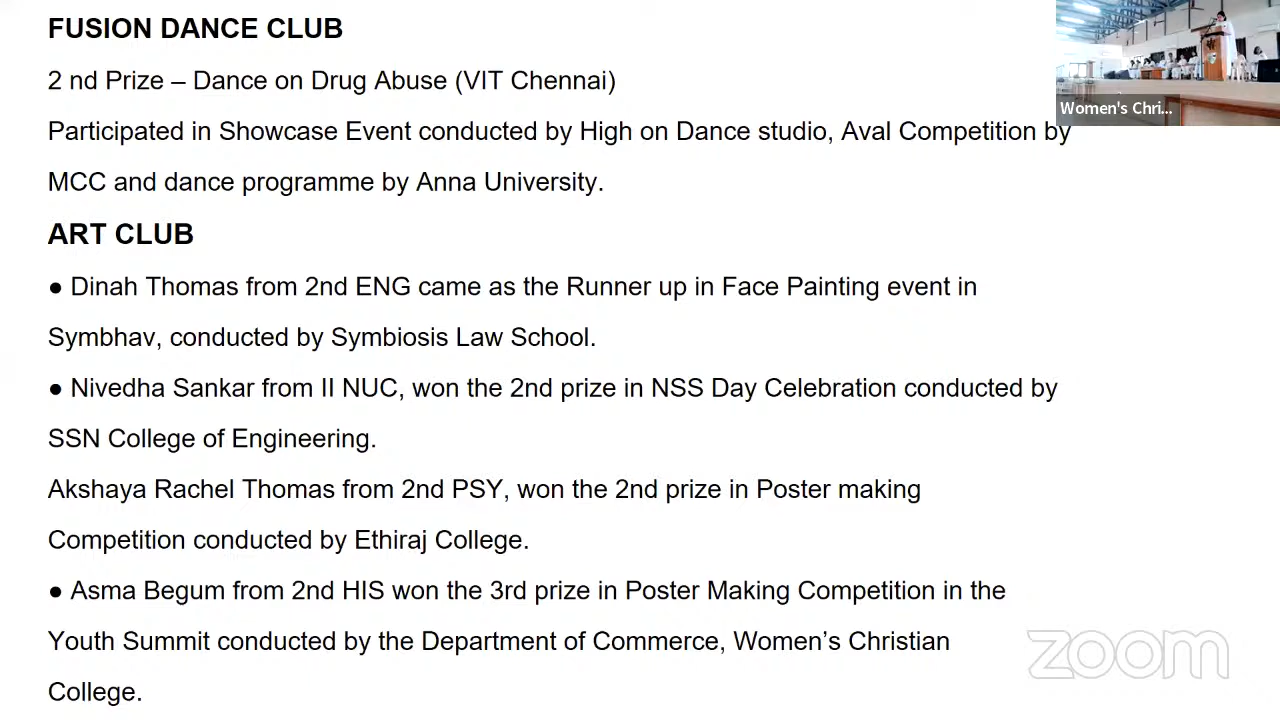 FUSION DANCE CLUB
2 nd Prize – Dance on Drug Abuse (VIT Chennai)
Women's Chri...
Participated in Showcase Event conducted by High on Dance studio, Aval Competition by
MCC and dance programme by Anna University.
ART CLUB
● Dinah Thomas from 2nd ENG came as the Runner up in Face Painting event in
Symbhav, conducted by Symbiosis Law School.
● Nivedha Sankar from II NUC, won the 2nd prize in NSS Day Celebration conducted by
SSN College of Engineering.
Akshaya Rachel Thomas from 2nd PSY, won the 2nd prize in Poster making
Competition conducted by Ethiraj College.
● Asma Begum from 2nd HIS won the 3rd prize in Poster Making Competition in the
Youth Summit conducted by the Department of Commerce, Women’s Christian
College.
zoom